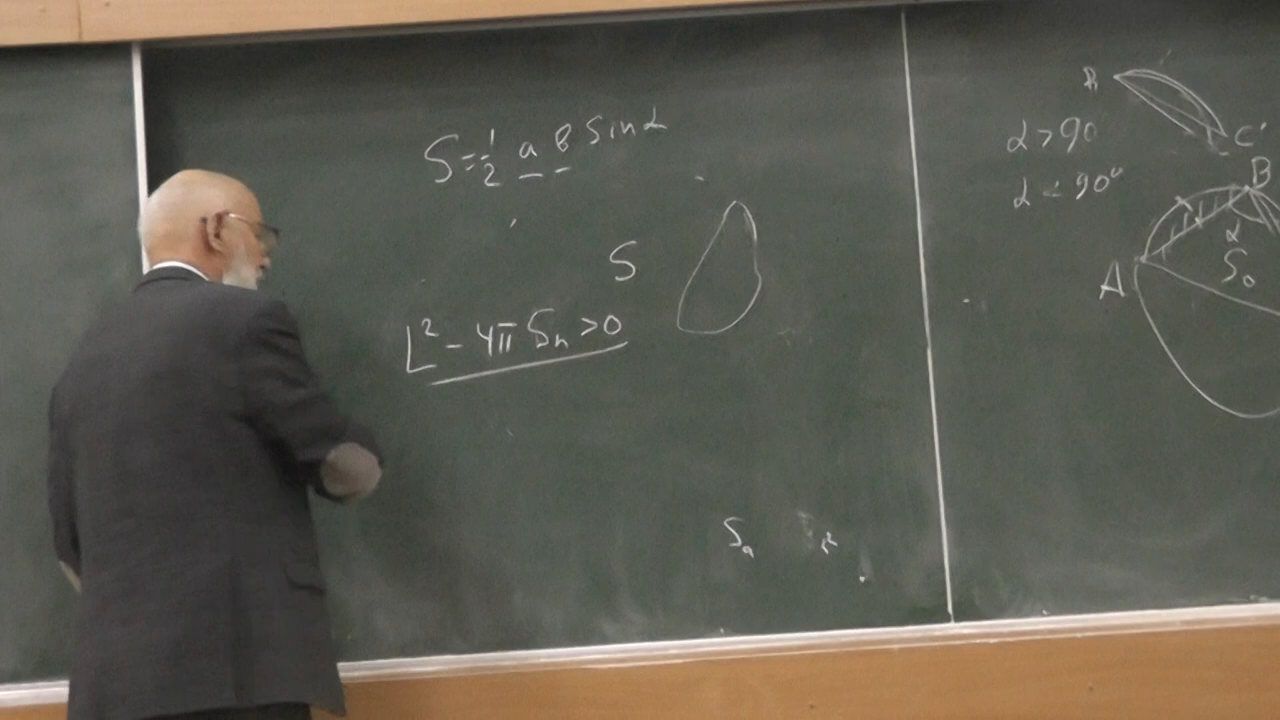 S = 1/2 a b sin α
S
L² - 4π Sₙ > 0
α > 90
α < 90°
C'
B
A
α
S₀